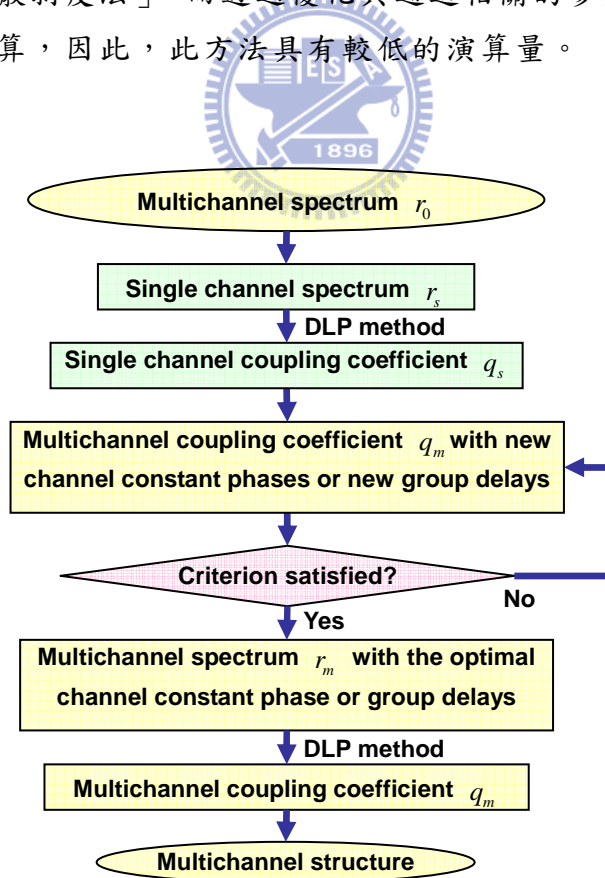 算，因此，此方法具有較低的演算量。
ES
1896
Multichannel spectrum r₀
Single channel spectrum rₛ
DLP method
Single channel coupling coefficient qₛ
Multichannel coupling coefficient qₘ with new
channel constant phases or new group delays
Criterion satisfied?
No
Yes
Multichannel spectrum rₘ with the optimal
channel constant phase or group delays
DLP method
Multichannel coupling coefficient qₘ
Multichannel structure